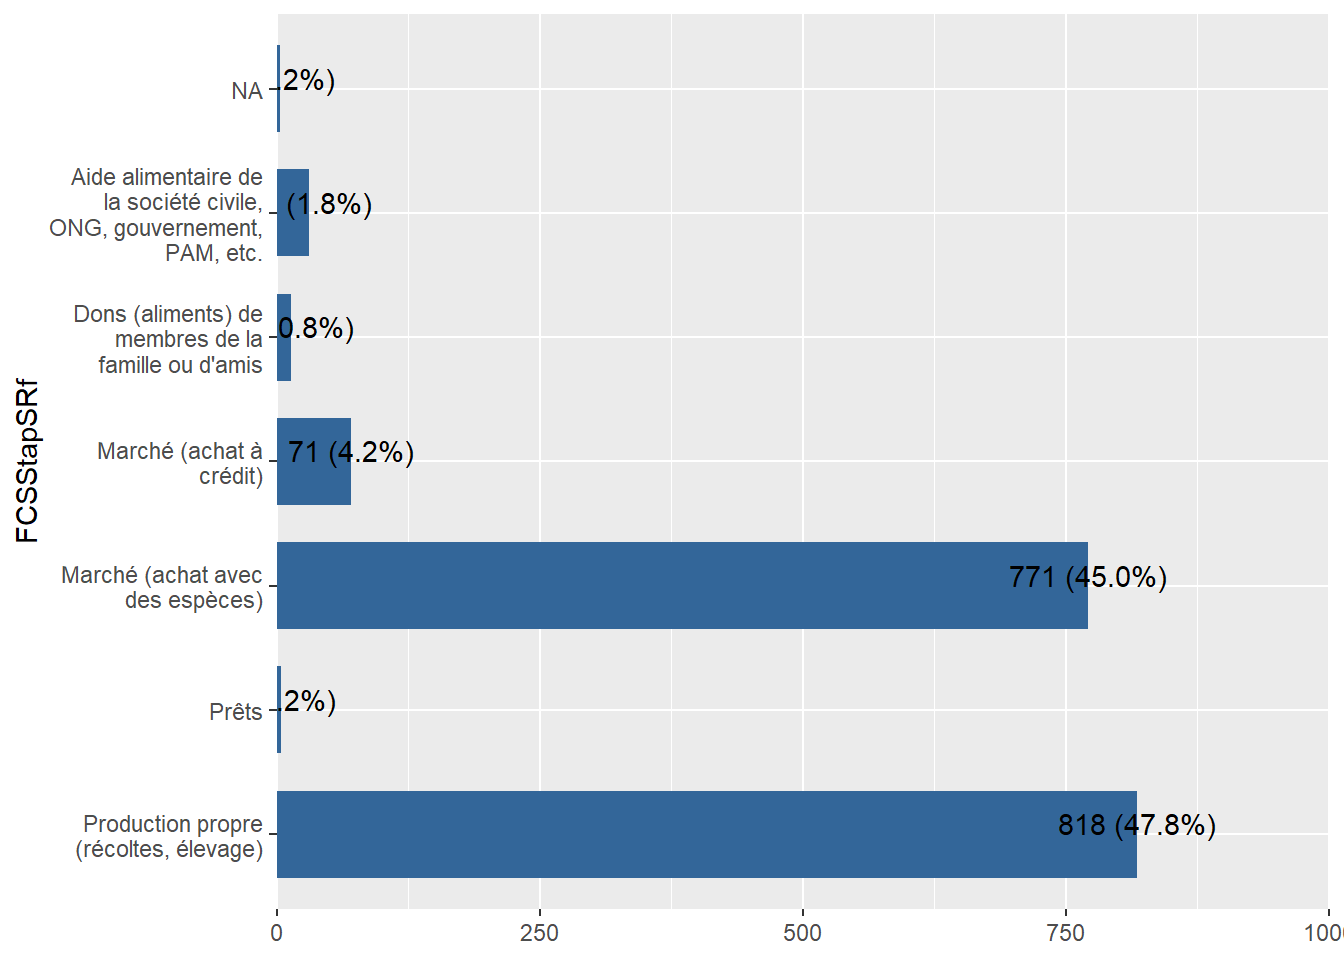 NA
.2%)
Aide alimentaire de
la société civile,
ONG, gouvernement,
PAM, etc.
(1.8%)
Dons (aliments) de
membres de la
famille ou d'amis
0.8%)
Marché (achat à
crédit)
71 (4.2%)
Marché (achat avec
des espèces)
771 (45.0%)
Prêts
.2%)
Production propre
(récoltes, élevage)
818 (47.8%)
FCSStapSRf
0
250
500
750